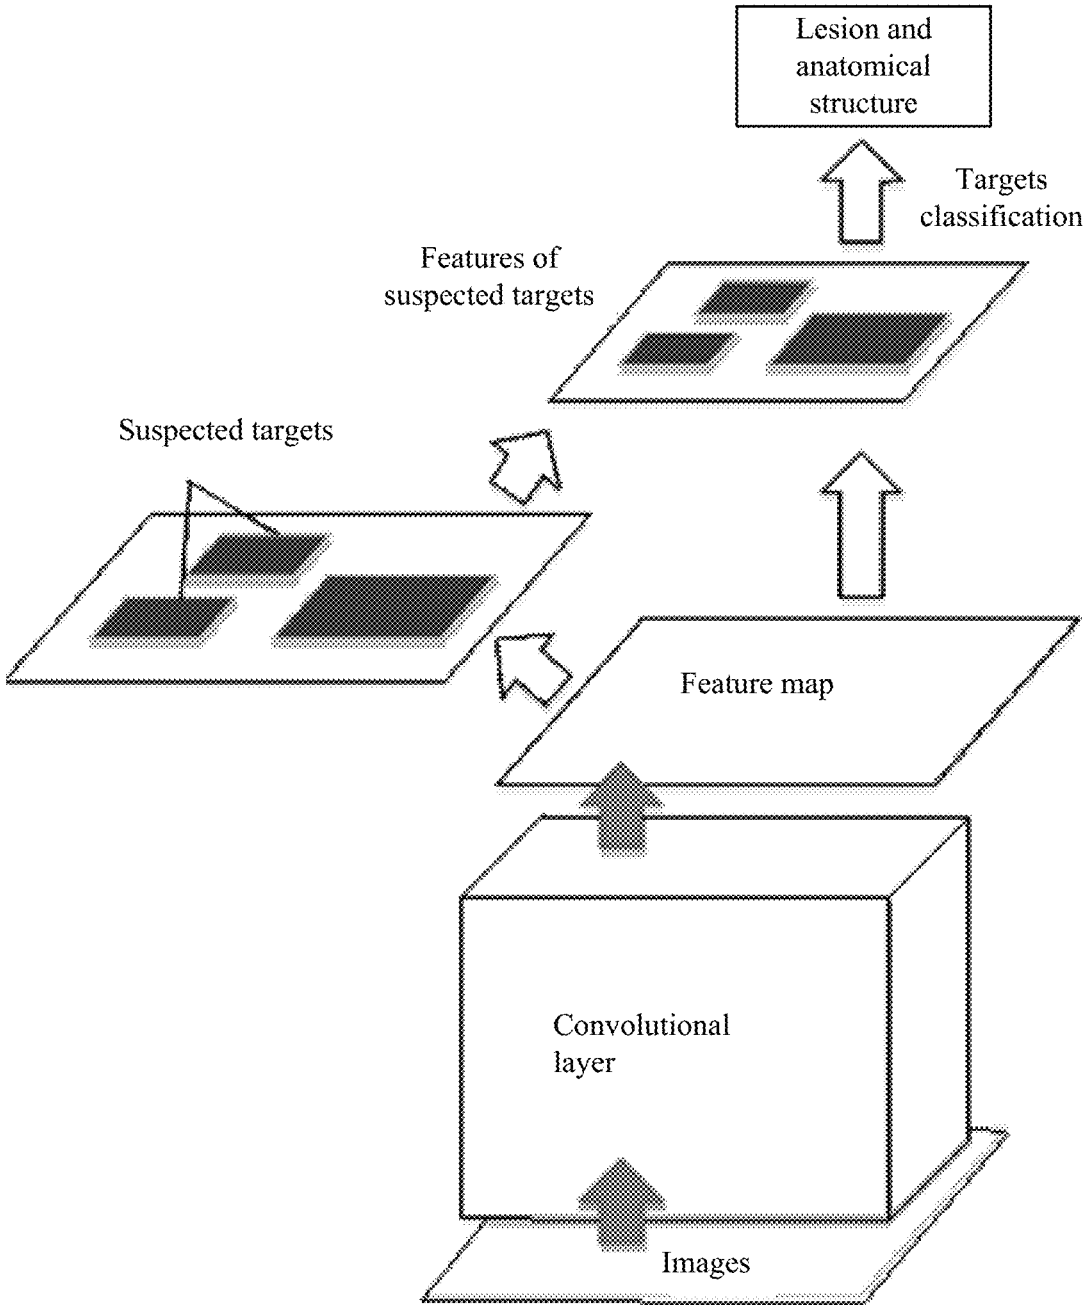 Lesion and
anatomical
structure
Targets
classification
Features of
suspected targets
Suspected targets
Feature map
Convolutional
layer
Images